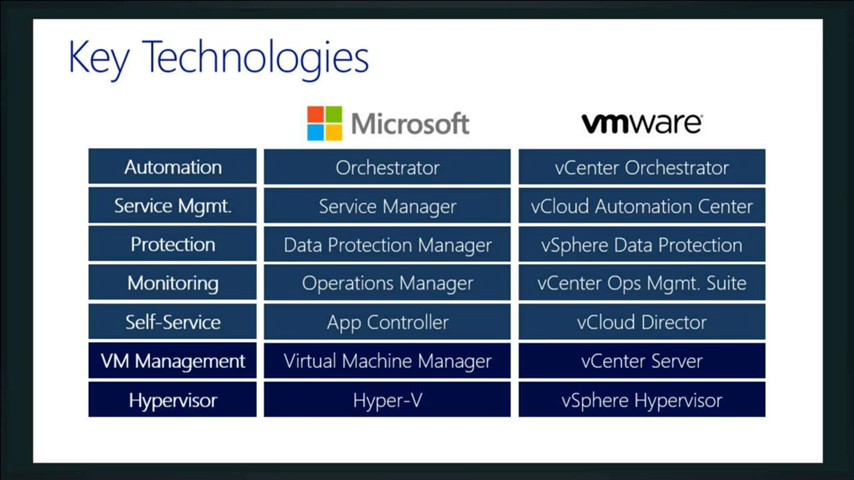 Key Technologies
Microsoft vmware
Automation Orchestrator vCenter Orchestrator
Service Mgmt. Service Manager vCloud Automation Center
Protection Data Protection Manager vSphere Data Protection
Monitoring Operations Manager vCenter Ops Mgmt. Suite
Self-Service App Controller vCloud Director
VM Management Virtual Machine Manager vCenter Server
Hypervisor Hyper-V vSphere Hypervisor